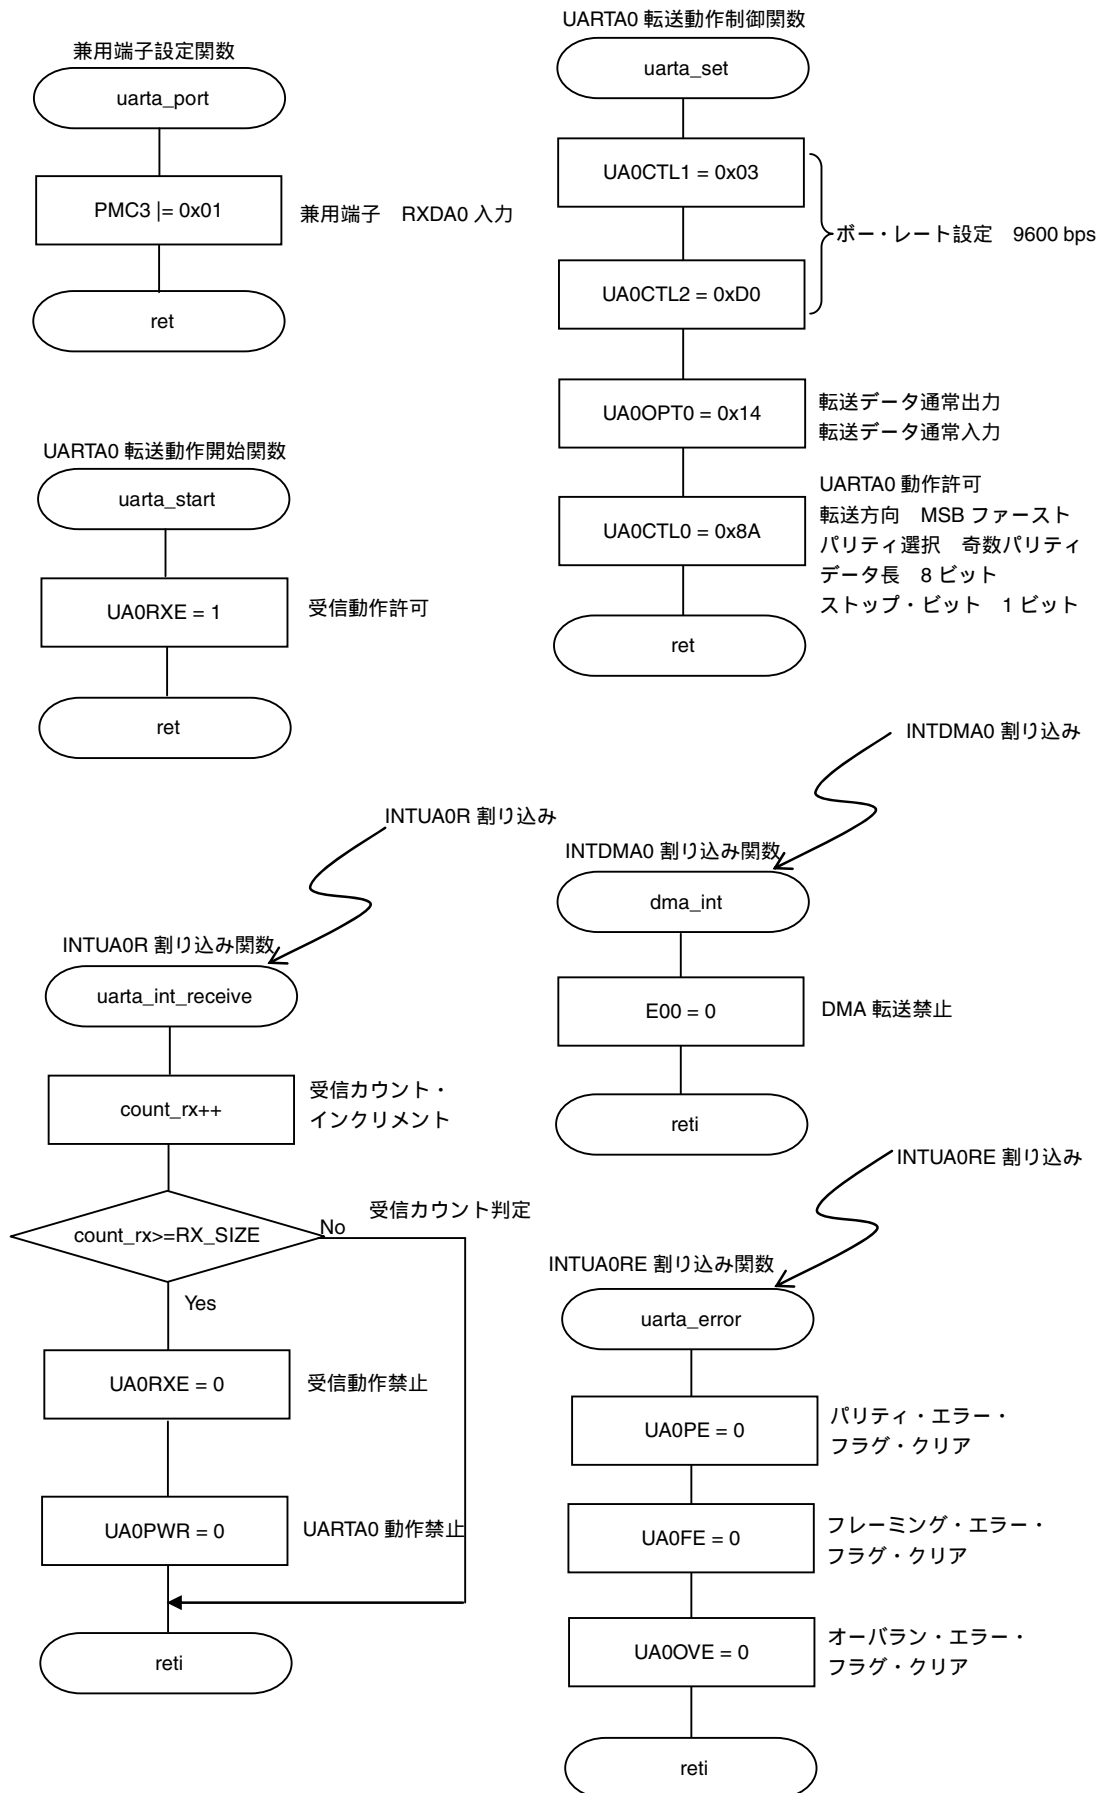 兼用端子設定関数
uarta_port
PMC3 |= 0x01
兼用端子　RXDA0 入力
ret
UARTA0 転送動作開始関数
uarta_start
UA0RXE = 1
受信動作許可
ret
UARTA0 転送動作制御関数
uarta_set
UA0CTL1 = 0x03
ボー・レート設定　9600 bps
UA0CTL2 = 0xD0
UA0OPT0 = 0x14
転送データ通常出力
転送データ通常入力
UA0CTL0 = 0x8A
UARTA0 動作許可
転送方向　MSB ファースト
パリティ選択　奇数パリティ
データ長　8 ビット
ストップ・ビット　1 ビット
ret
INTUA0R 割り込み
INTUA0R 割り込み関数
uarta_int_receive
count_rx++
受信カウント・
インクリメント
受信カウント判定
count_rx>=RX_SIZE
No
Yes
UA0RXE = 0
受信動作禁止
UA0PWR = 0
UARTA0 動作禁止
reti
INTDMA0 割り込み
INTDMA0 割り込み関数
dma_int
E00 = 0
DMA 転送禁止
reti
INTUA0RE 割り込み
INTUA0RE 割り込み関数
uarta_error
UA0PE = 0
パリティ・エラー・
フラグ・クリア
UA0FE = 0
フレーミング・エラー・
フラグ・クリア
UA0OVE = 0
オーバラン・エラー・
フラグ・クリア
reti